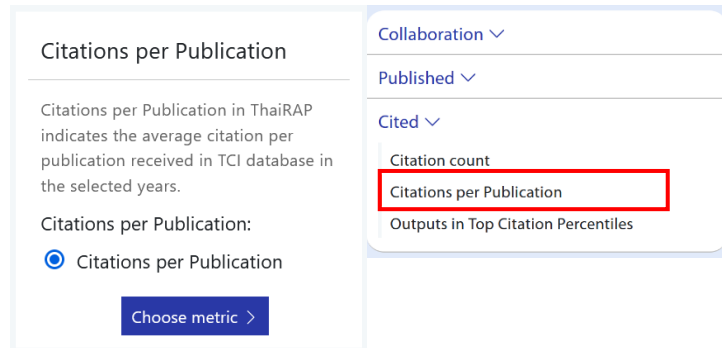 Citations per Publication
Citations per Publication in ThaiRAP
indicates the average citation per
publication received in TCI database in
the selected years.
Citations per Publication:
Citations per Publication
Choose metric >
Collaboration
Published
Cited
Citation count
Citations per Publication
Outputs in Top Citation Percentiles